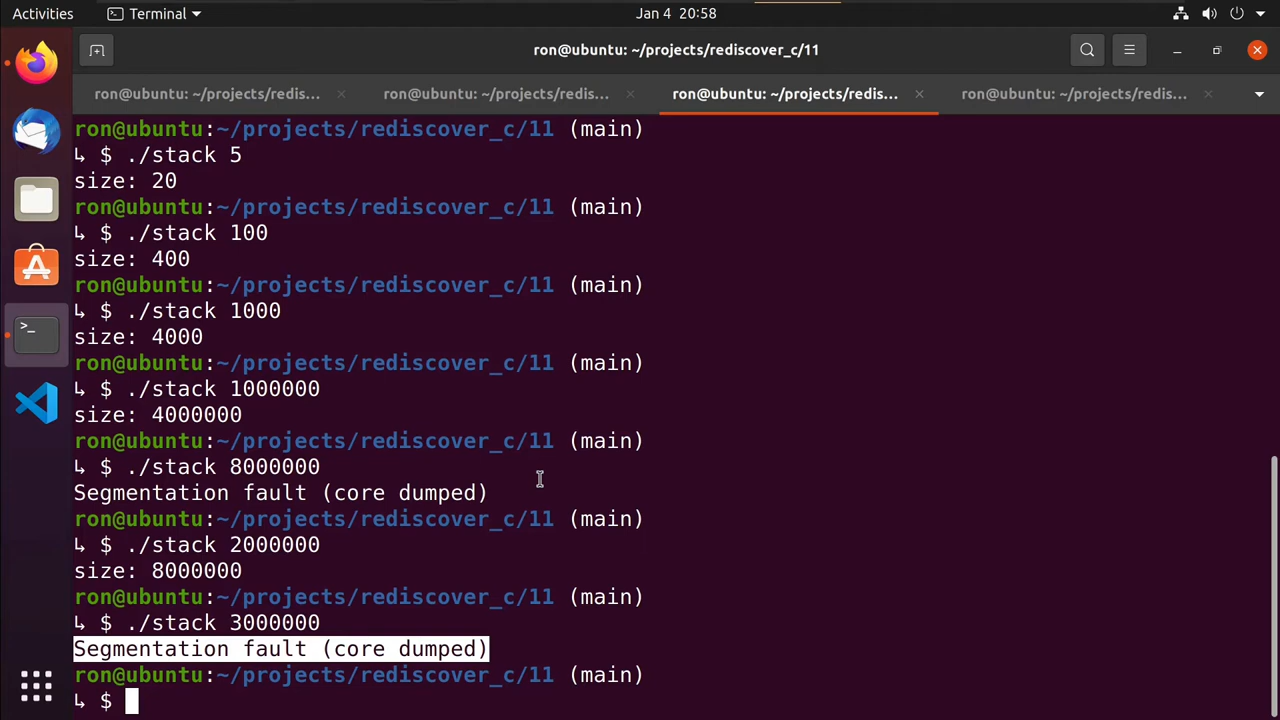 Activities
Terminal
Jan 4 20:58
ron@ubuntu: ~/projects/rediscover_c/11
ron@ubuntu: ~/projects/redis...
ron@ubuntu: ~/projects/redis...
ron@ubuntu: ~/projects/redis...
ron@ubuntu: ~/projects/redis...
ron@ubuntu:~/projects/rediscover_c/11 (main)
↳ $ ./stack 5
size: 20
ron@ubuntu:~/projects/rediscover_c/11 (main)
↳ $ ./stack 100
size: 400
ron@ubuntu:~/projects/rediscover_c/11 (main)
↳ $ ./stack 1000
size: 4000
ron@ubuntu:~/projects/rediscover_c/11 (main)
↳ $ ./stack 1000000
size: 4000000
ron@ubuntu:~/projects/rediscover_c/11 (main)
↳ $ ./stack 8000000
Segmentation fault (core dumped)
ron@ubuntu:~/projects/rediscover_c/11 (main)
↳ $ ./stack 2000000
size: 8000000
ron@ubuntu:~/projects/rediscover_c/11 (main)
↳ $ ./stack 3000000
Segmentation fault (core dumped)
ron@ubuntu:~/projects/rediscover_c/11 (main)
↳ $